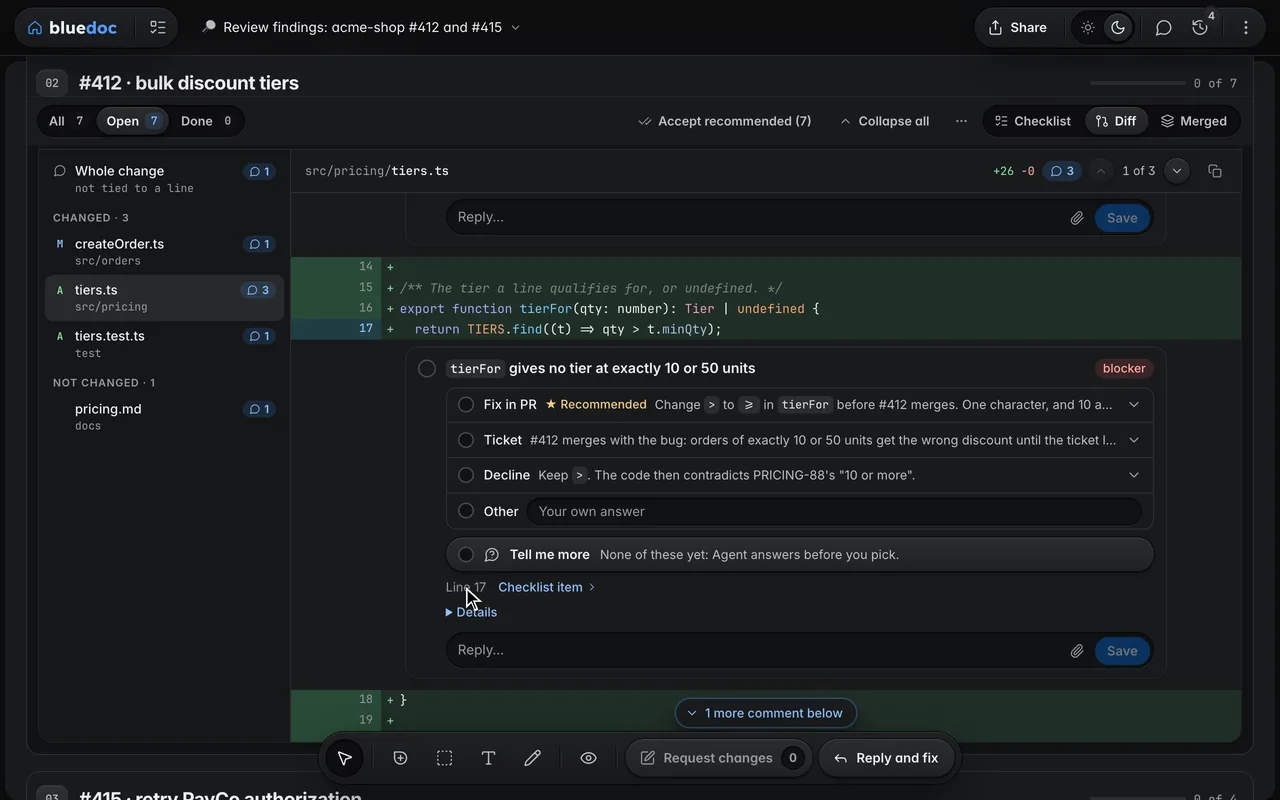 bluedoc
Review findings: acme-shop #412 and #415
Share
4
02 #412 · bulk discount tiers
0 of 7
All 7 Open 7 Done 0
Accept recommended (7) Collapse all ··· Checklist Diff Merged
Whole change 1
not tied to a line
CHANGED · 3
M createOrder.ts 1
src/orders
A tiers.ts 3
src/pricing
A tiers.test.ts 1
test
NOT CHANGED · 1
pricing.md 1
docs
src/pricing/tiers.ts
+26 -0 3 1 of 3
Reply... Save
14 +
15 + /** The tier a line qualifies for, or undefined. */
16 + export function tierFor(qty: number): Tier | undefined {
17 + return TIERS.find((t) => qty > t.minQty);
tierFor gives no tier at exactly 10 or 50 units blocker
Fix in PR ★ Recommended Change > to >= in tierFor before #412 merges. One character, and 10 a...
Ticket #412 merges with the bug: orders of exactly 10 or 50 units get the wrong discount until the ticket l...
Decline Keep >. The code then contradicts PRICING-88's "10 or more".
Other Your own answer
Tell me more None of these yet: Agent answers before you pick.
Line 17 Checklist item
Details
Reply... Save
18 + }
19 +
1 more comment below
Request changes 0 Reply and fix
03 #415 · retry PayCo authorization
0 of 4